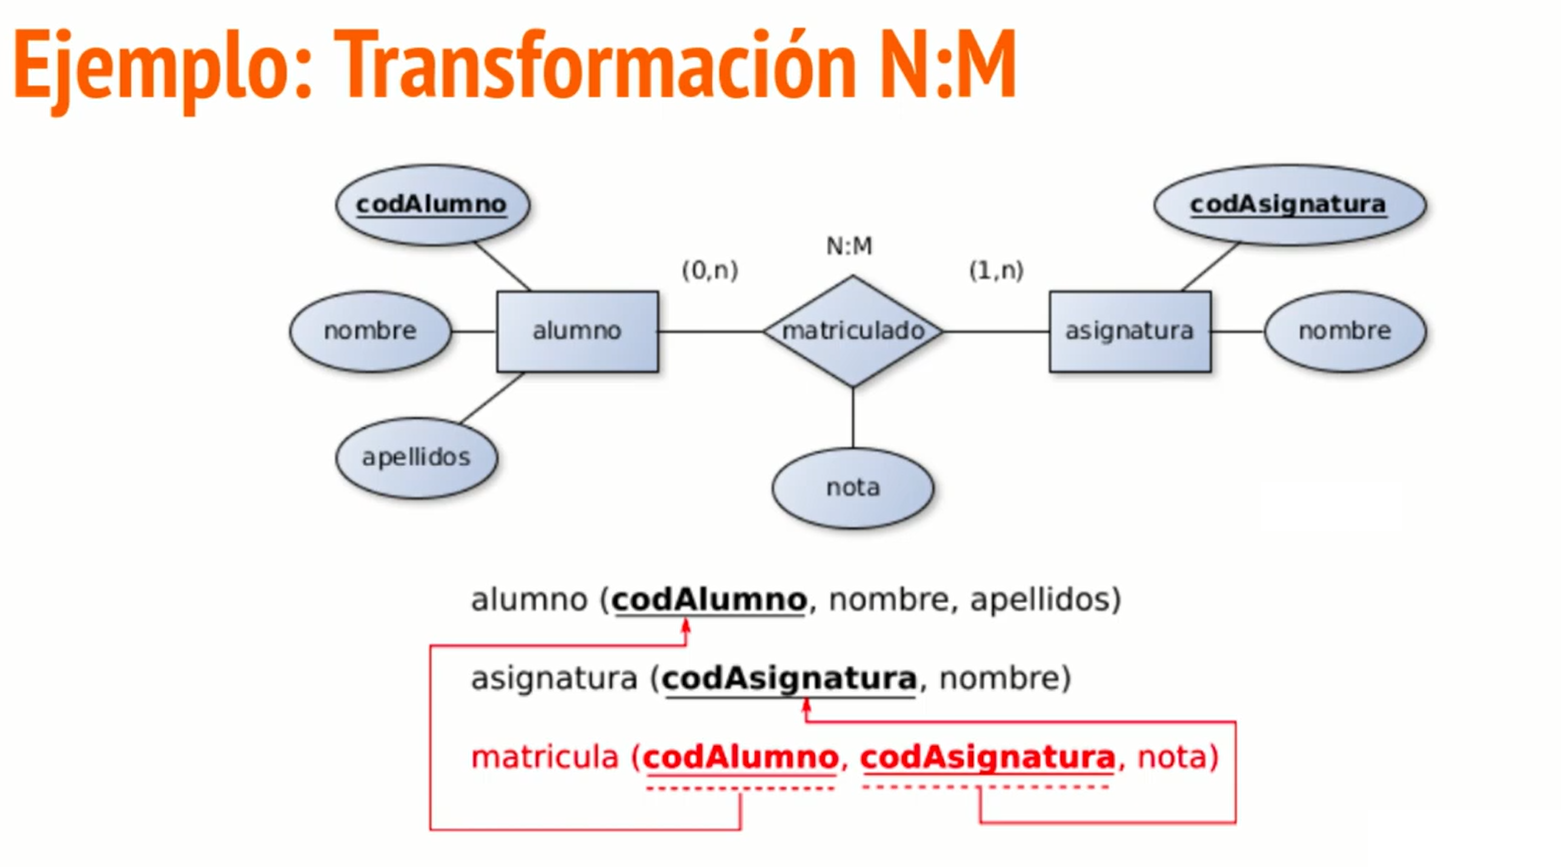 Ejemplo: Transformación N:M
codAlumno
codAsignatura
N:M
(0,n)
(1,n)
nombre
alumno
matriculado
asignatura
nombre
apellidos
nota
alumno (codAlumno, nombre, apellidos)
asignatura (codAsignatura, nombre)
matricula (codAlumno, codAsignatura, nota)